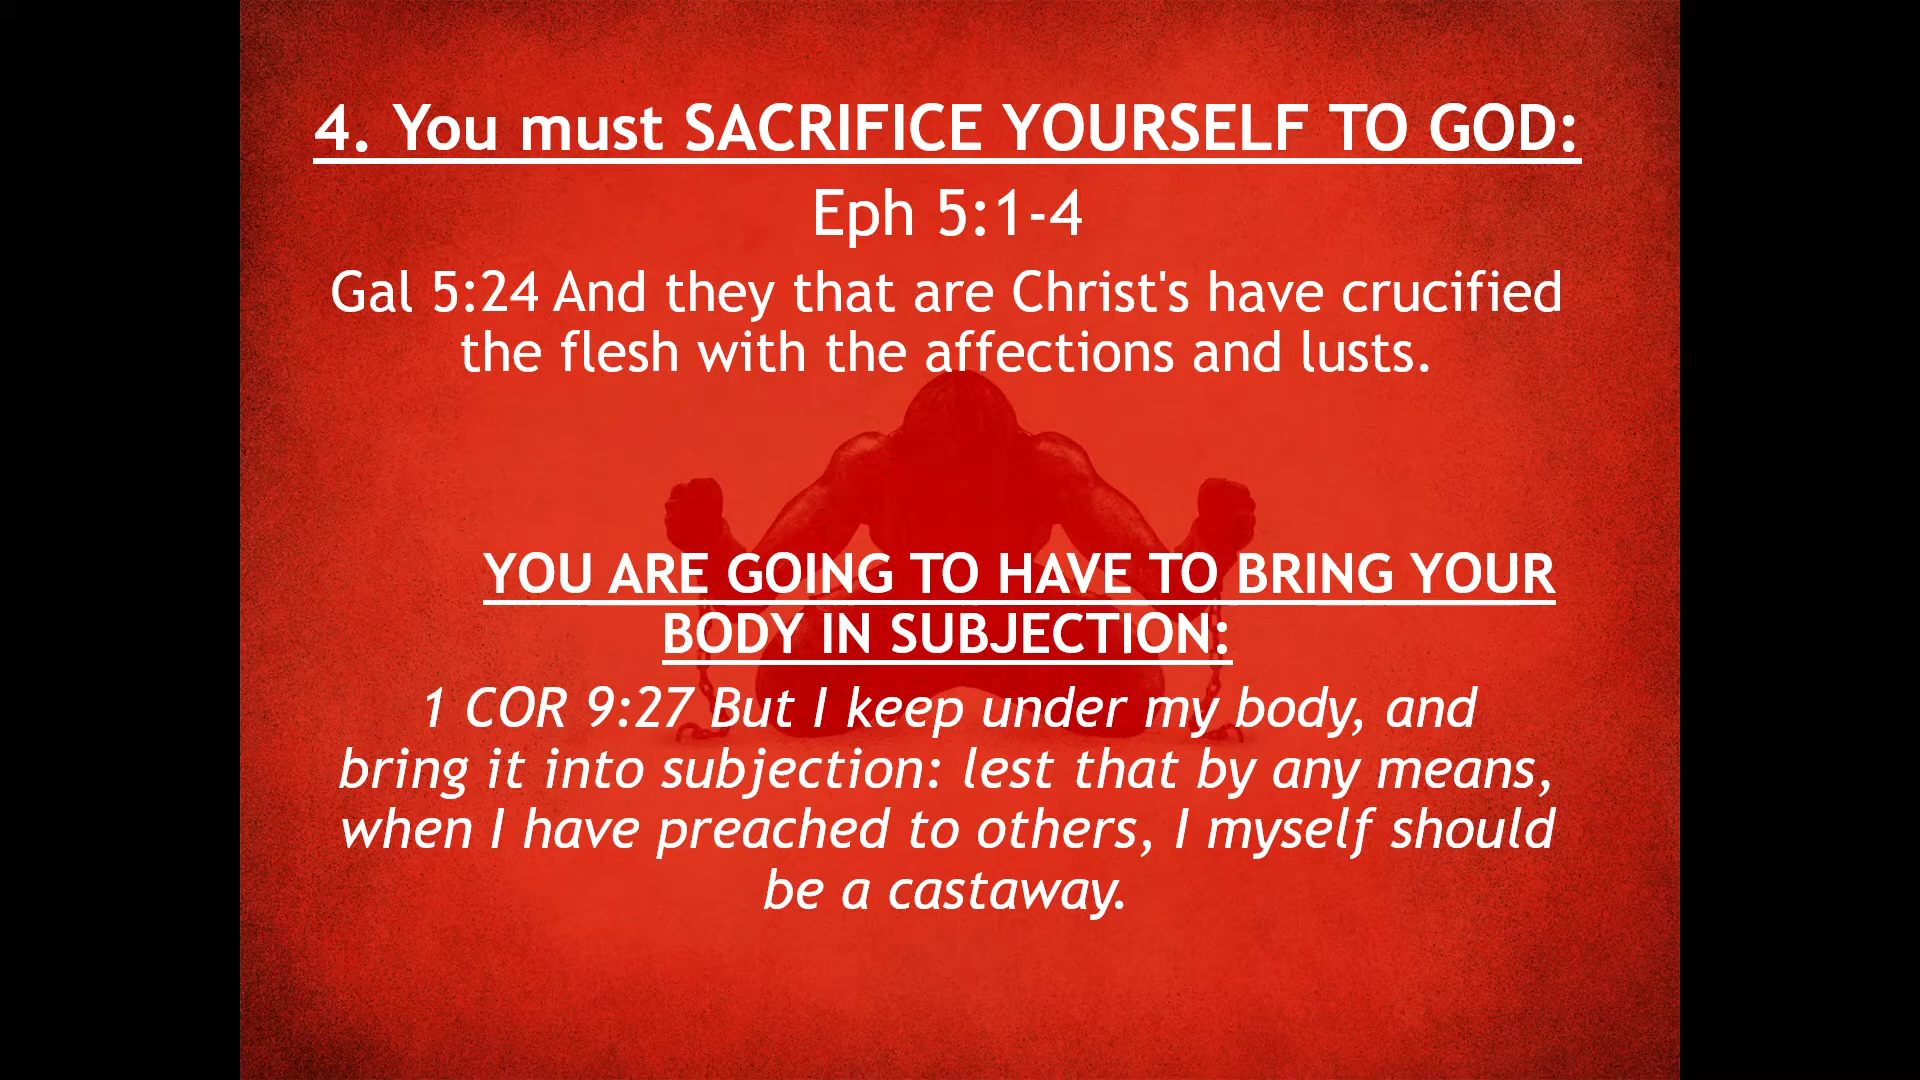 4. You must SACRIFICE YOURSELF TO GOD:
Eph 5:1-4
Gal 5:24 And they that are Christ's have crucified
the flesh with the affections and lusts.
YOU ARE GOING TO HAVE TO BRING YOUR
BODY IN SUBJECTION:
1 COR 9:27 But I keep under my body, and
bring it into subjection: lest that by any means,
when I have preached to others, I myself should
be a castaway.